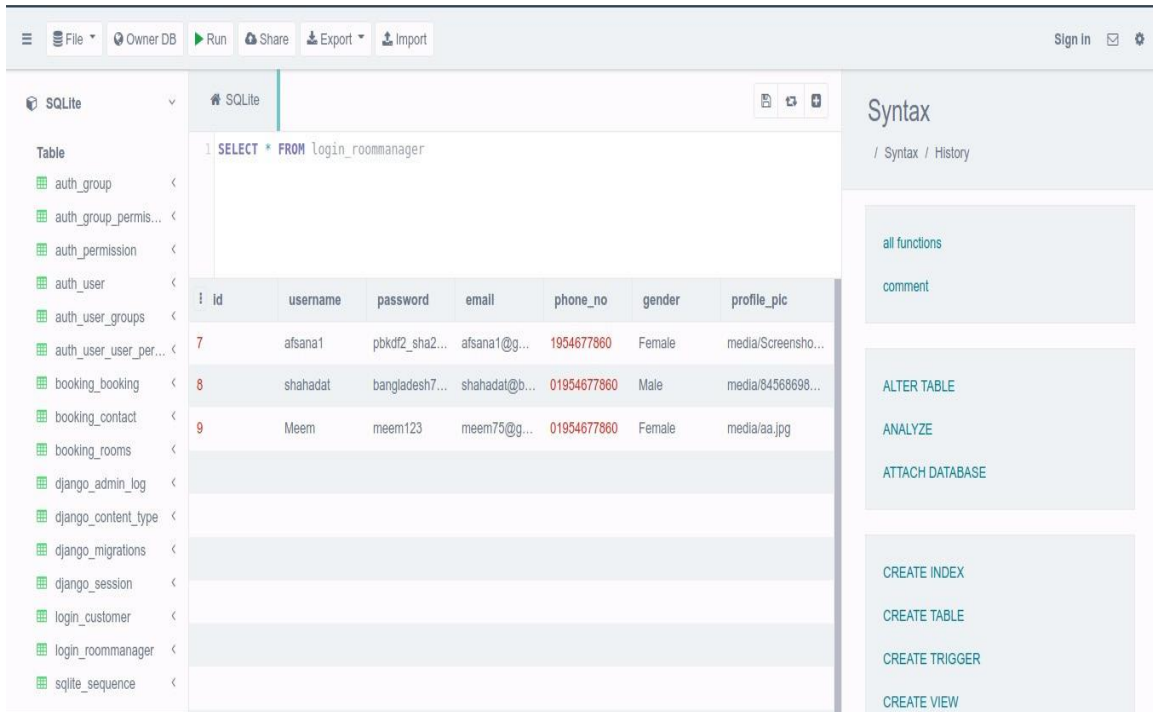 File Owner DB Run Share Export Import Sign in
SQLite
Table
auth_group
auth_group_permis...
auth_permission
auth_user
auth_user_groups
auth_user_user_per...
booking_booking
booking_contact
booking_rooms
django_admin_log
django_content_type
django_migrations
django_session
login_customer
login_roommanager
sqlite_sequence
SQLite
1 SELECT * FROM login_roommanager
id username password email phone_no gender profile_pic
7 afsana1 pbkdf2_sha2... afsana1@g... 1954677860 Female media/Screensho...
8 shahadat bangladesh7... shahadat@b... 01954677860 Male media/84568698...
9 Meem meem123 meem75@g... 01954677860 Female media/aa.jpg
Syntax
/ Syntax / History
all functions
comment
ALTER TABLE
ANALYZE
ATTACH DATABASE
CREATE INDEX
CREATE TABLE
CREATE TRIGGER
CREATE VIEW